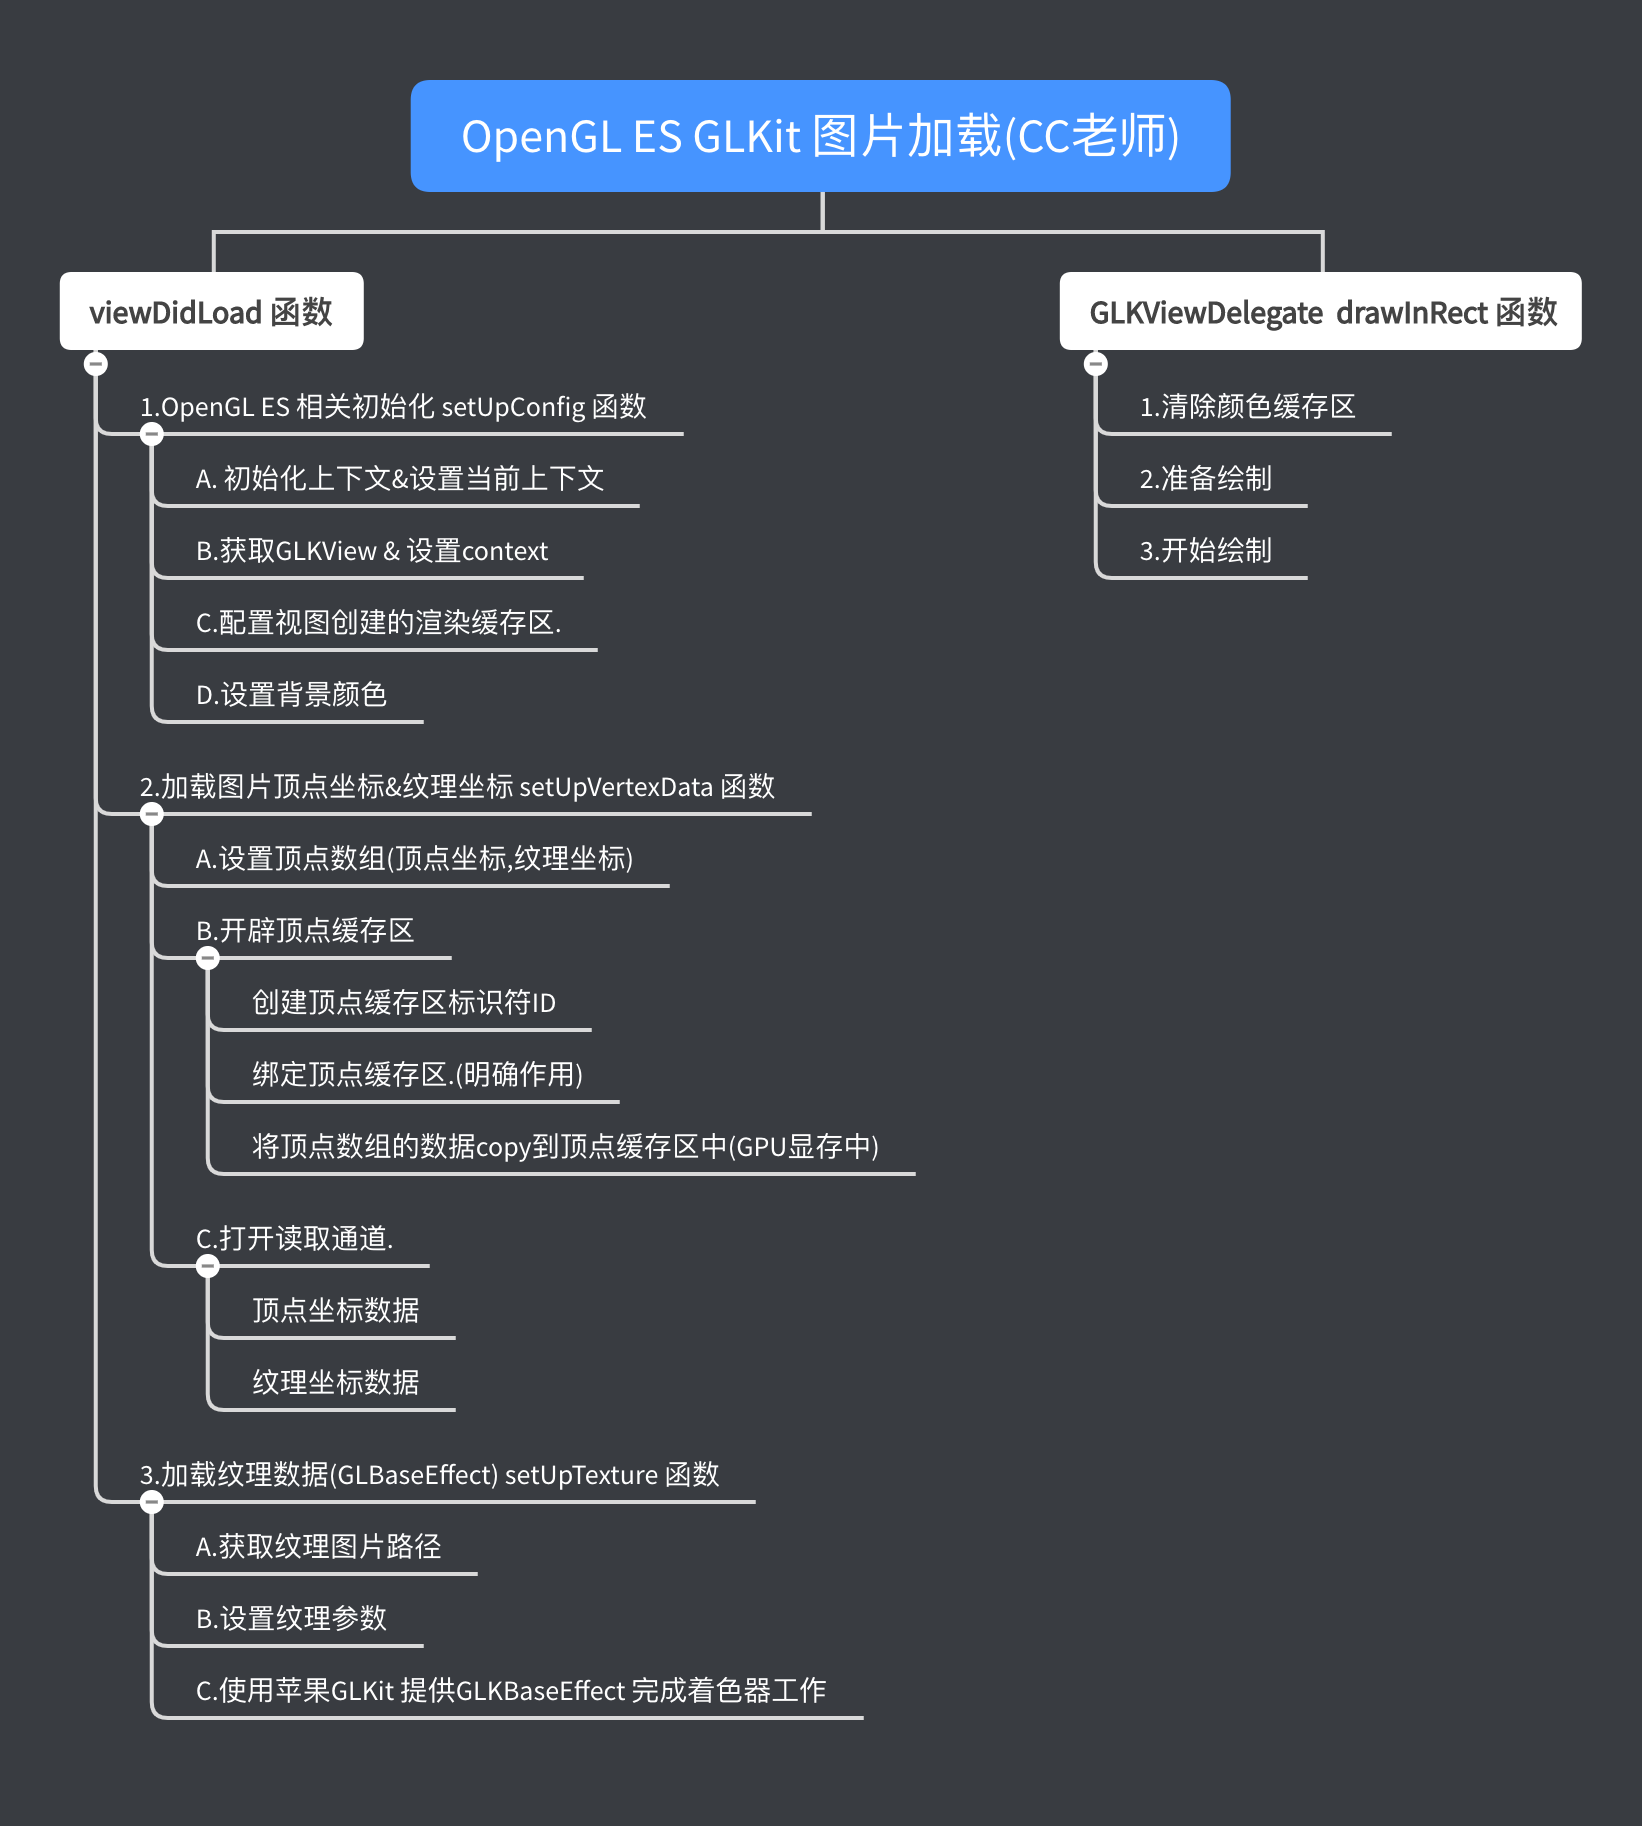 OpenGL ES GLKit 图片加载(CC老师)
viewDidLoad 函数
1.OpenGL ES 相关初始化 setUpConfig 函数
A. 初始化上下文&设置当前上下文
B.获取GLKView & 设置context
C.配置视图创建的渲染缓存区.
D.设置背景颜色
2.加载图片顶点坐标&纹理坐标 setUpVertexData 函数
A.设置顶点数组(顶点坐标,纹理坐标)
B.开辟顶点缓存区
创建顶点缓存区标识符ID
绑定顶点缓存区.(明确作用)
将顶点数组的数据copy到顶点缓存区中(GPU显存中)
C.打开读取通道.
顶点坐标数据
纹理坐标数据
3.加载纹理数据(GLBaseEffect) setUpTexture 函数
A.获取纹理图片路径
B.设置纹理参数
C.使用苹果GLKit 提供GLKBaseEffect 完成着色器工作
GLKViewDelegate  drawInRect 函数
1.清除颜色缓存区
2.准备绘制
3.开始绘制